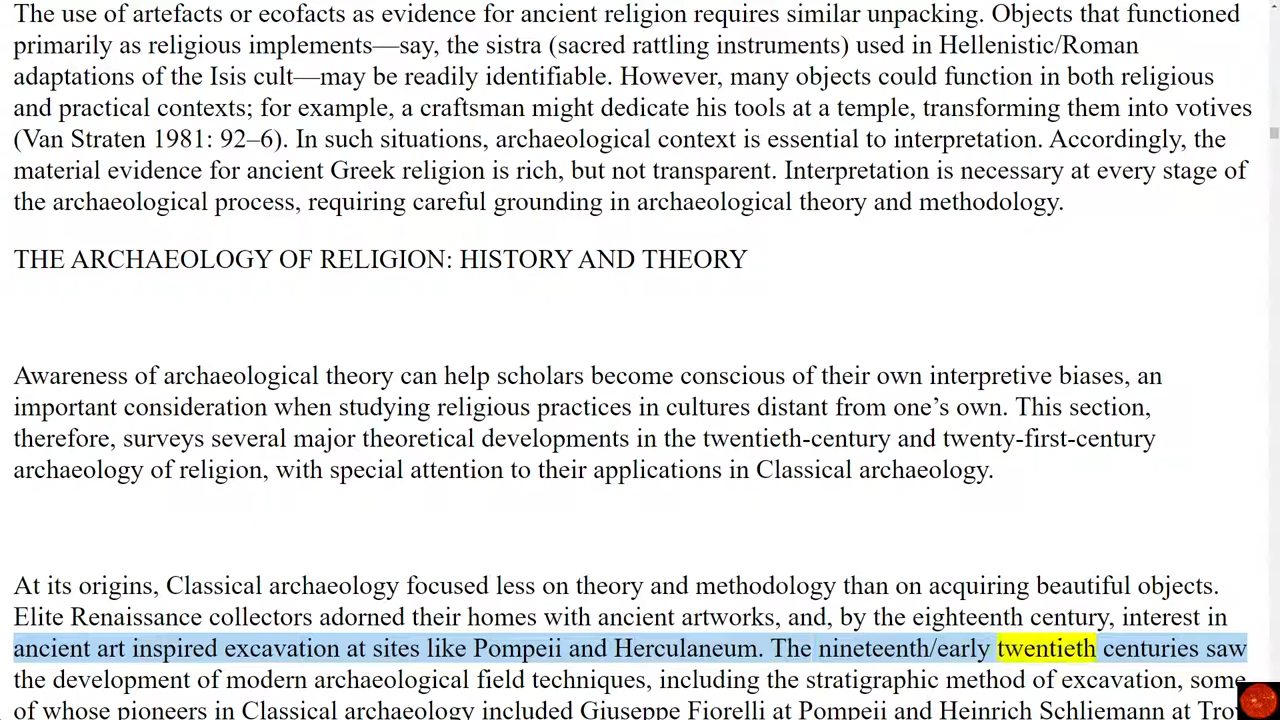 The use of artefacts or ecofacts as evidence for ancient religion requires similar unpacking. Objects that functioned
primarily as religious implements—say, the sistra (sacred rattling instruments) used in Hellenistic/Roman
adaptations of the Isis cult—may be readily identifiable. However, many objects could function in both religious
and practical contexts; for example, a craftsman might dedicate his tools at a temple, transforming them into votives
(Van Straten 1981: 92–6). In such situations, archaeological context is essential to interpretation. Accordingly, the
material evidence for ancient Greek religion is rich, but not transparent. Interpretation is necessary at every stage of
the archaeological process, requiring careful grounding in archaeological theory and methodology.
THE ARCHAEOLOGY OF RELIGION: HISTORY AND THEORY
Awareness of archaeological theory can help scholars become conscious of their own interpretive biases, an
important consideration when studying religious practices in cultures distant from one’s own. This section,
therefore, surveys several major theoretical developments in the twentieth-century and twenty-first-century
archaeology of religion, with special attention to their applications in Classical archaeology.
At its origins, Classical archaeology focused less on theory and methodology than on acquiring beautiful objects.
Elite Renaissance collectors adorned their homes with ancient artworks, and, by the eighteenth century, interest in
ancient art inspired excavation at sites like Pompeii and Herculaneum. The nineteenth/early twentieth centuries saw
the development of modern archaeological field techniques, including the stratigraphic method of excavation, some
of whose pioneers in Classical archaeology included Giuseppe Fiorelli at Pompeii and Heinrich Schliemann at Troy